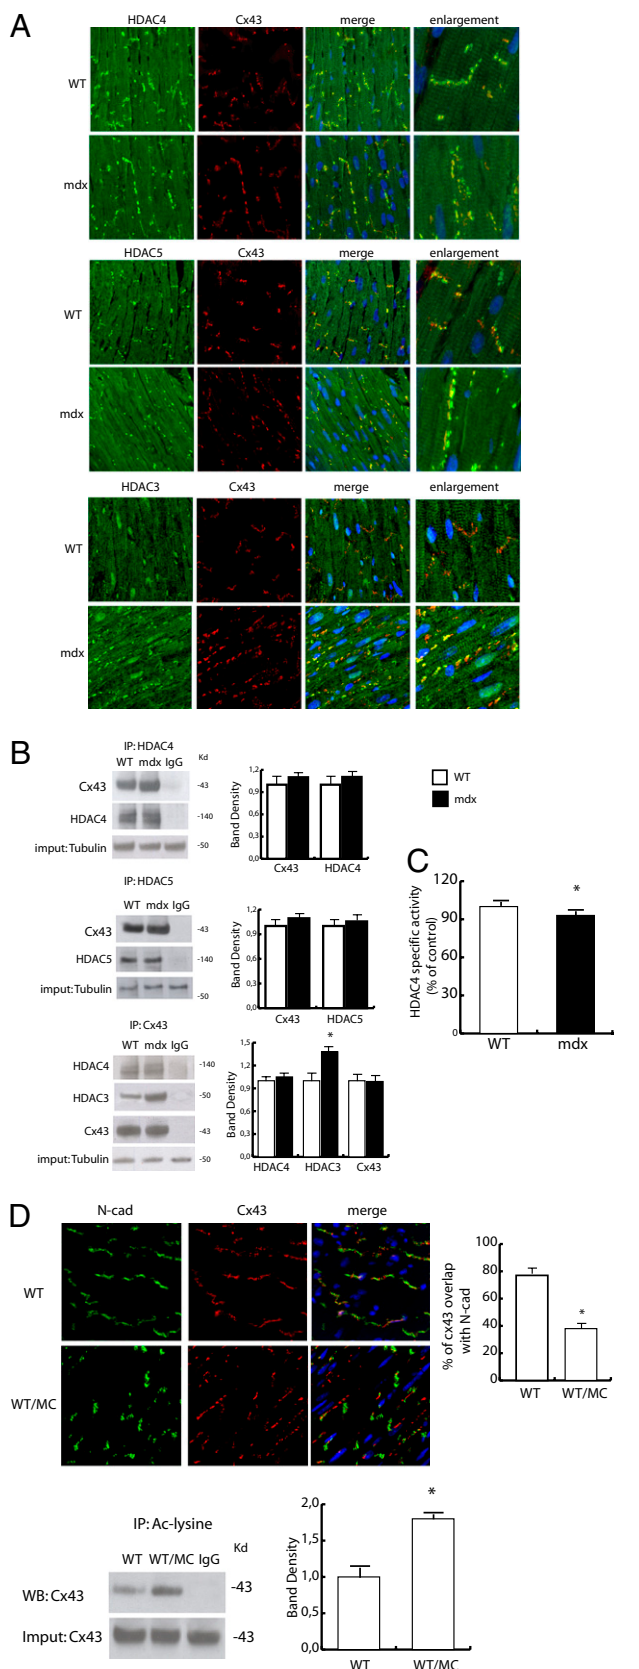 A
HDAC4 Cx43 merge enlargement
WT
mdx
HDAC5 Cx43 merge enlargement
WT
mdx
HDAC3 Cx43 merge enlargement
WT
mdx
B
IP: HDAC4
WT mdx IgG Kd
Cx43 -43
HDAC4 -140
imput: Tubulin -50
Band Density
1,2
0,9
0,6
0,3
0,0
Cx43 HDAC4
WT
mdx
IP: HDAC5
WT mdx IgG
Cx43 -43
HDAC5 -140
imput: Tubulin -50
Band Density
1,2
0,9
0,6
0,3
0,0
Cx43 HDAC5
IP: Cx43
WT mdx IgG
HDAC4 -140
HDAC3 -50
Cx43 -43
imput: Tubulin -50
Band Density
1,5
1,2
0,9
0,6
0,3
0,0
*
HDAC4 HDAC3 Cx43
C
HDAC4 specific activity
(% of control)
120
90
60
30
0
*
WT mdx
D
N-cad Cx43 merge
WT
WT/MC
% of cx43 overlap
with N-cad
100
80
60
40
20
0
*
WT WT/MC
IP: Ac-lysine
WT WT/MC IgG Kd
WB: Cx43 -43
Imput: Cx43 -43
Band Density
2,0
1,5
1,0
0,5
0,0
*
WT WT/MC